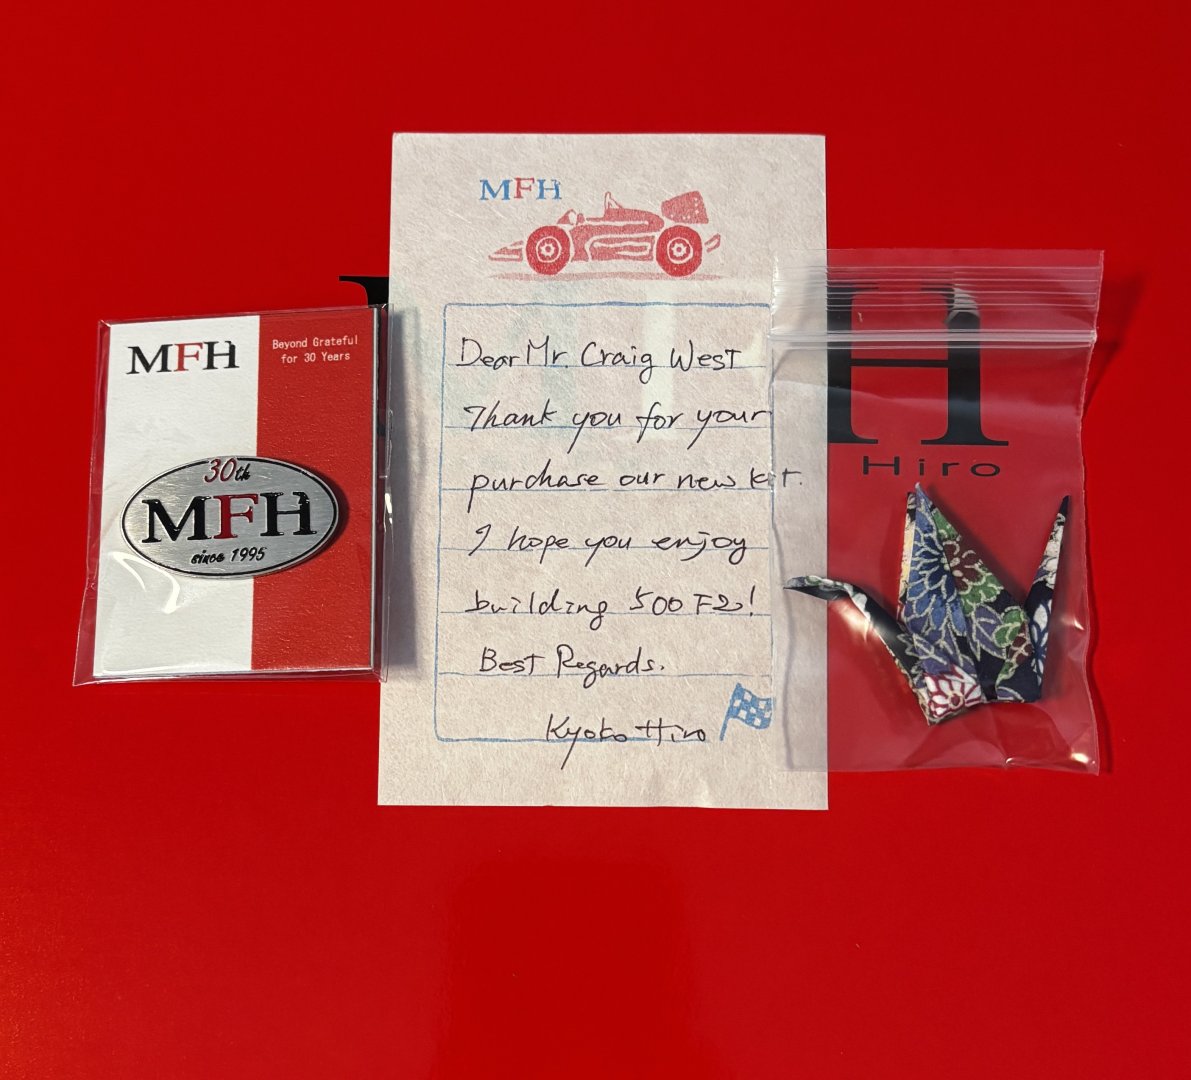 MFH
Beyond Grateful
for 30 Years
30th
MFH
since 1995
MFH
Dear Mr. Craig West
Thank you for your
purchase our new kit.
I hope you enjoy
building 500 F2!
Best Regards.
Kyoko Hiro
H
Hiro